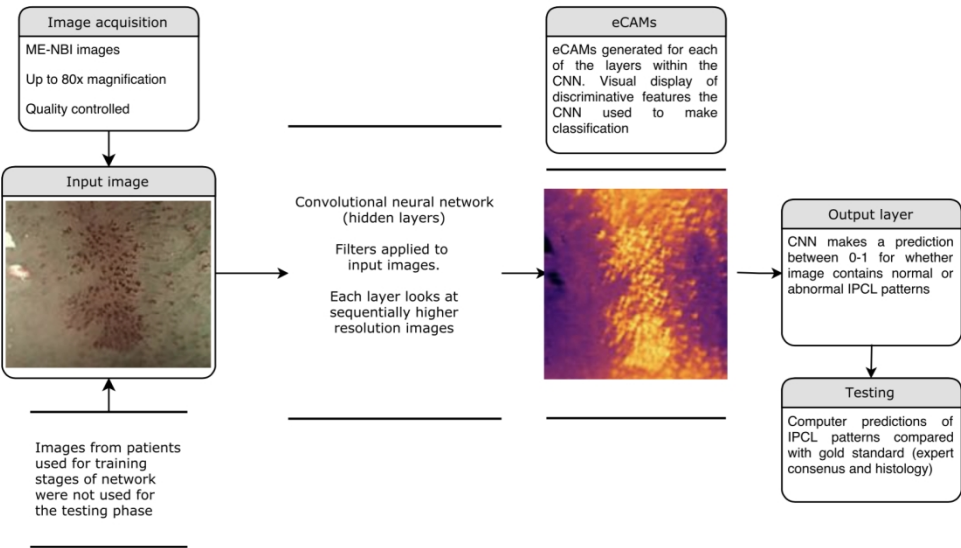 Image acquisition
ME-NBI images
Up to 80x magnification
Quality controlled
Input image
Images from patients
used for training
stages of network
were not used for
the testing phase
Convolutional neural network
(hidden layers)
Filters applied to
input images.
Each layer looks at
sequentially higher
resolution images
eCAMs
eCAMs generated for each
of the layers within the
CNN. Visual display of
discriminative features the
CNN used to make
classification
Output layer
CNN makes a prediction
between 0-1 for whether
image contains normal or
abnormal IPCL patterns
Testing
Computer predictions of
IPCL patterns compared
with gold standard (expert
consenus and histology)